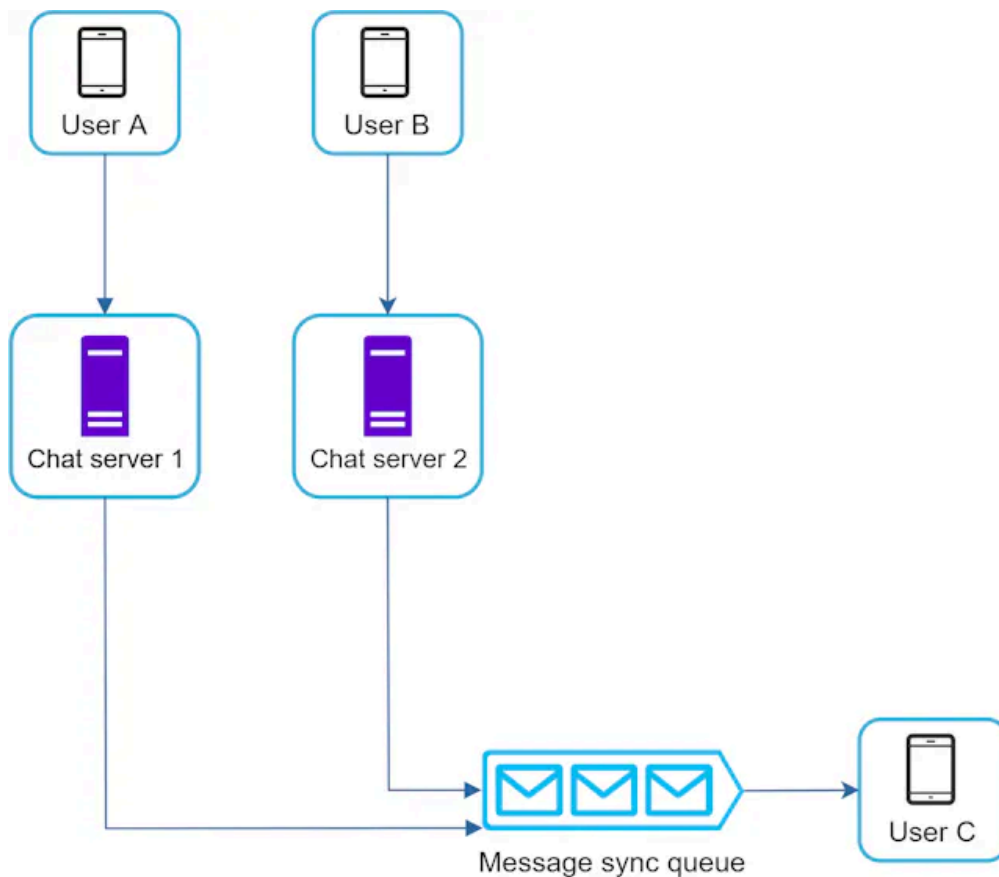 User A
User B
Chat server 1
Chat server 2
User C
Message sync queue